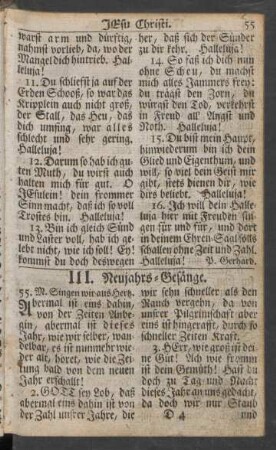 JEsu Christi. 55
warst arm und dürftig,
nahmst vorlieb, da, wo der
Mangel dich hintrieb. Hal-
leluja!
11. Du schliesst ja auf der
Erden Schooß, so war das
Kripplein auch nicht groß,
der Stall, das Heu, das
dich umfing, war alles
schlecht und sehr gering.
Halleluja!
12. Darum so hab ich gu-
ten Muth, du wirst auch
halten mich für gut. O
JEsulein! dein frommer
Sinn macht, daß ich so voll
Trostes bin. Halleluja!
13. Bin ich gleich Sünd
und Laster voll, hab ich ge-
lebt nicht, wie ich soll! Ey!
kommst du doch deswegen
her, daß sich der Sünder
zu dir kehr. Halleluja!
14. So faß ich dich nun
ohne Scheu, du machst
mich alles Jammers frey:
du trägst den Zorn, du
würgst den Tod, verkehrst
in Freud all' Angst und
Noth. Halleluja!
15. Du bist mein Haupt,
hinwiederum bin ich dein
Glied und Eigenthum, und
will, so viel dein Geist mir
gibt, stets dienen dir, wie
dirs beliebt. Halleluja!
16. Ich will dein Halle-
luja hier mit Freuden sin-
gen für und für, und dort
in deinem Ehren-Saal solls
schallen ohne Zeit und Zahl.
Halleluja! P. Gerhard.
III. Neujahrs-Gesänge.
55. M. Singen wir aus Hertz.
Abermal ist eins dahin,
von der Zeiten Anbe-
gin, abermal ist dieses
Jahr, wie wir selber, wan-
delbar, es ist nunmehr wie-
der alt, horet, wie die Zei-
tung bald von dem neuen
Jahr erschallt!
2. GOTT sey Lob, daß
abermal eins dahin ist von
der Zahl unsrer Jahre, die
wir sehn schneller als den
Rauch vergehn, da von
unsrer Pilgrimschaft aber
eins ist hingerafft, durch so
schneller Zeiten Kraft.
3. HErr, wie groß ist dei-
ne Gut! Ach wie fromm
ist dein Gemüth! Hast du
doch zu Tag und Nacht
dieses Jahr an uns gedacht,
da doch wir nur Staub
D 4 und